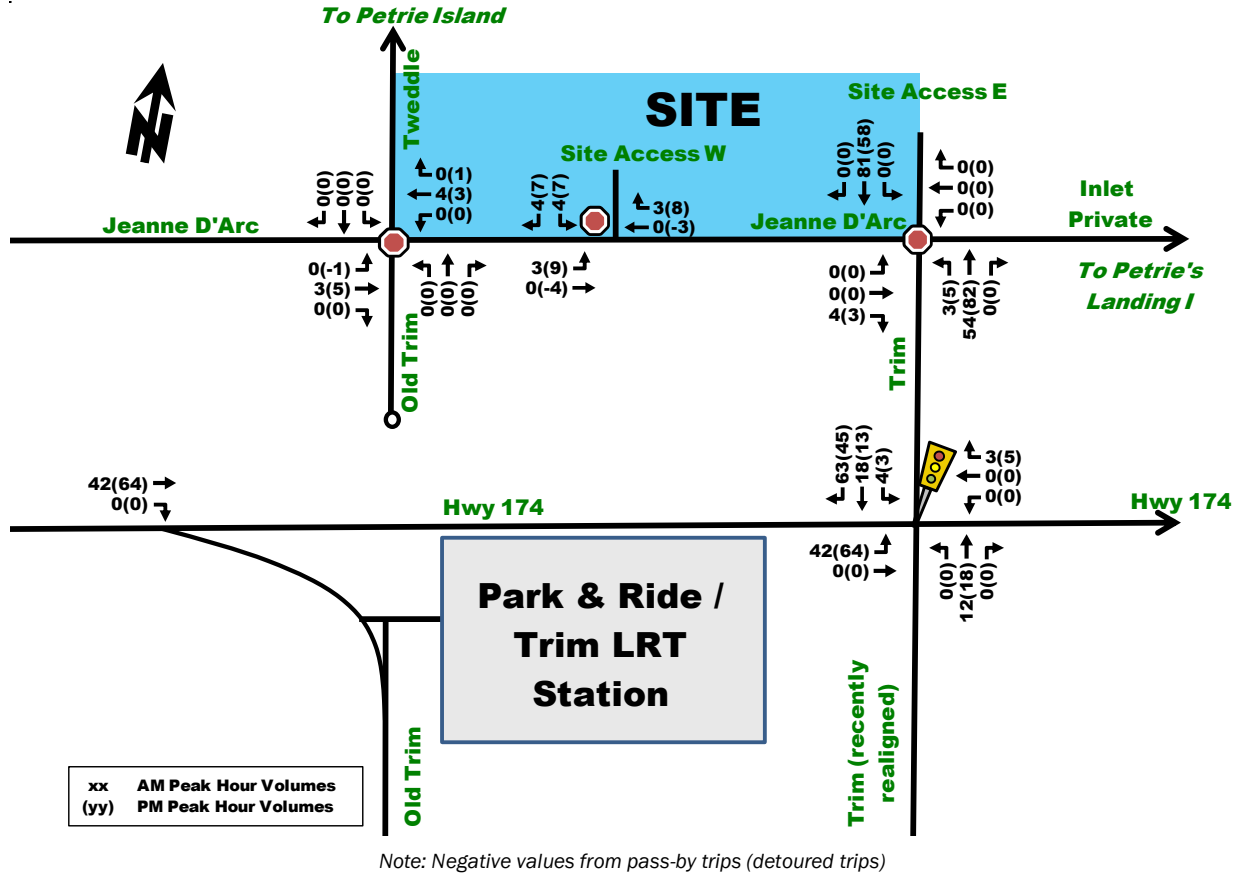 To Petrie Island
Tweddle
SITE
Site Access E
Site Access W
N
Jeanne D'Arc
0(0)
0(0)
0(0)
0(1)
4(3)
0(0)
0(-1)
3(5)
0(0)
0(0)
0(0)
0(0)
4(7)
4(7)
3(8)
0(-3)
3(9)
0(-4)
Jeanne D'Arc
0(0)
81(58)
0(0)
0(0)
0(0)
0(0)
Inlet
Private
To Petrie's
Landing I
0(0)
0(0)
4(3)
3(5)
54(82)
0(0)
Old Trim
Trim
42(64)
0(0)
Hwy 174
63(45)
18(13)
4(3)
3(5)
0(0)
0(0)
Hwy 174
42(64)
0(0)
0(0)
12(18)
0(0)
Park & Ride /
Trim LRT
Station
Old Trim
Trim (recently
realigned)
xx AM Peak Hour Volumes
(yy) PM Peak Hour Volumes
Note: Negative values from pass-by trips (detoured trips)